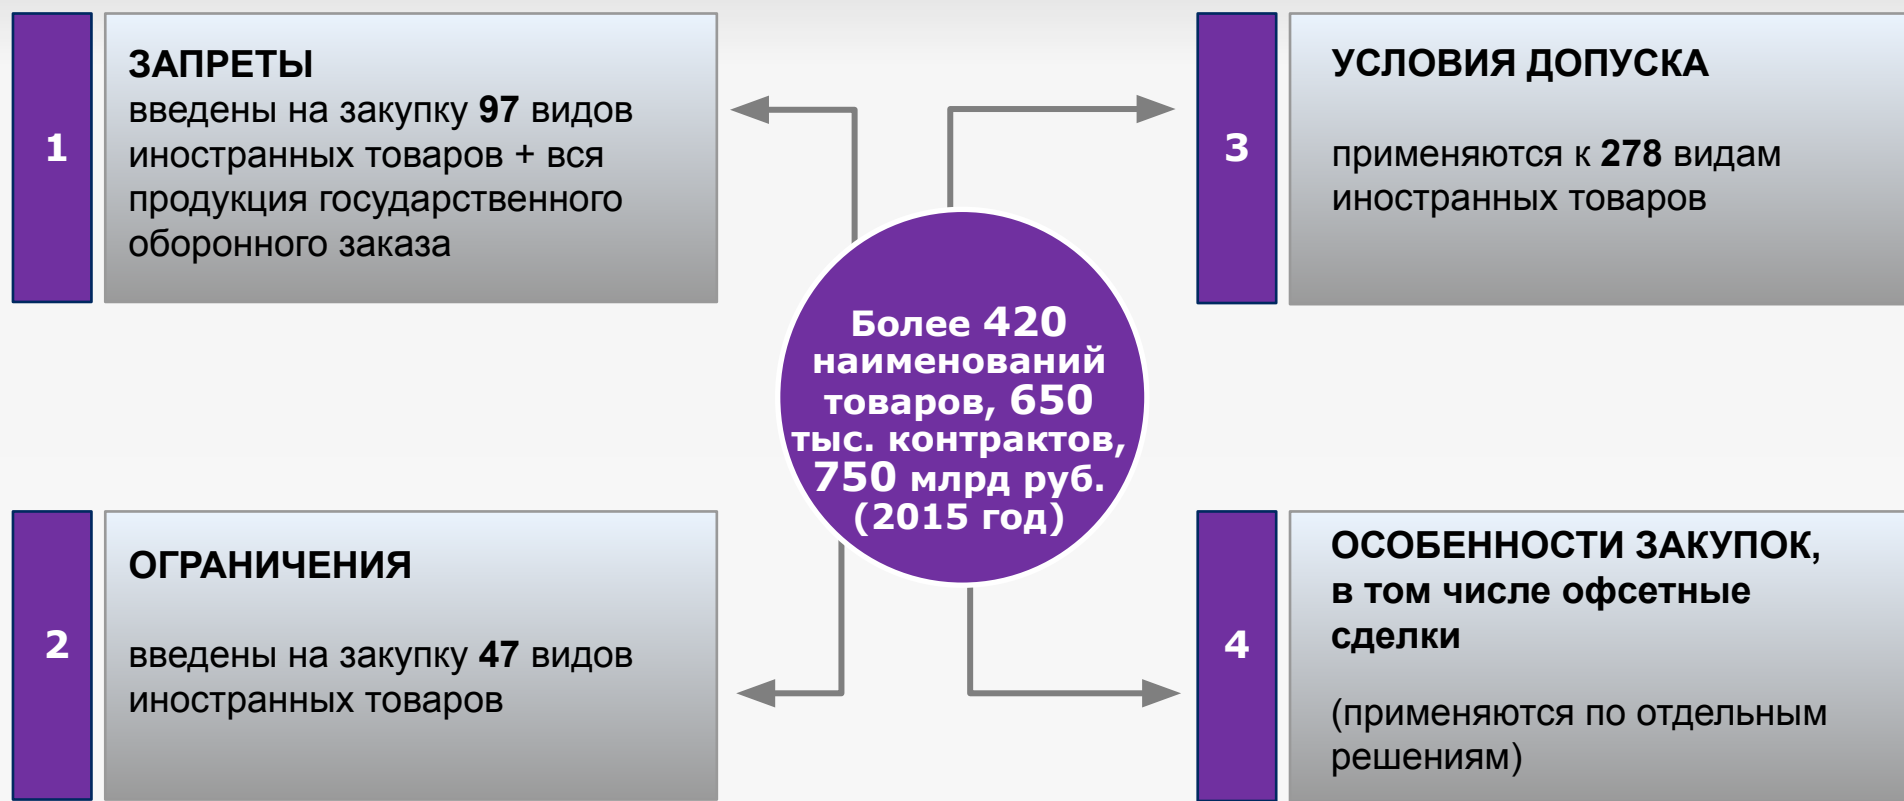 1
ЗАПРЕТЫ
введены на закупку 97 видов
иностранных товаров + вся
продукция государственного
оборонного заказа
3
УСЛОВИЯ ДОПУСКА
применяются к 278 видам
иностранных товаров
Более 420
наименований
товаров, 650
тыс. контрактов,
750 млрд руб.
(2015 год)
2
ОГРАНИЧЕНИЯ
введены на закупку 47 видов
иностранных товаров
4
ОСОБЕННОСТИ ЗАКУПОК,
в том числе офсетные
сделки
(применяются по отдельным
решениям)